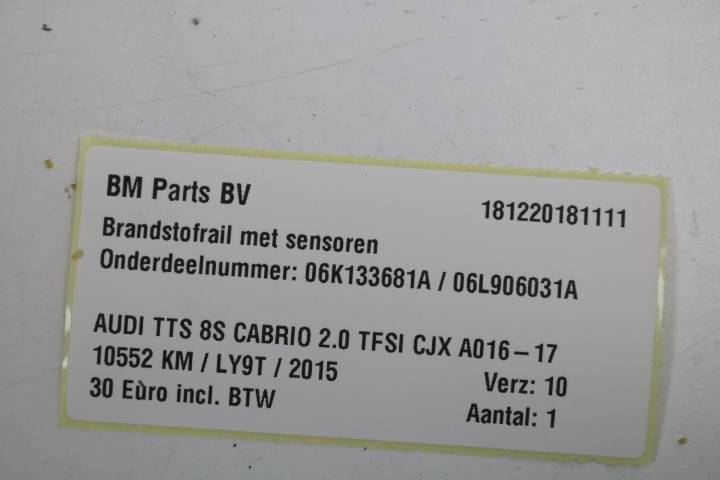 BM Parts BV 181220181111
Brandstofrail met sensoren
Onderdeelnummer: 06K133681A / 06L906031A
AUDI TTS 8S CABRIO 2.0 TFSI CJX A016-17
10552 KM / LY9T / 2015 Verz: 10
30 Eùro incl. BTW Aantal: 1